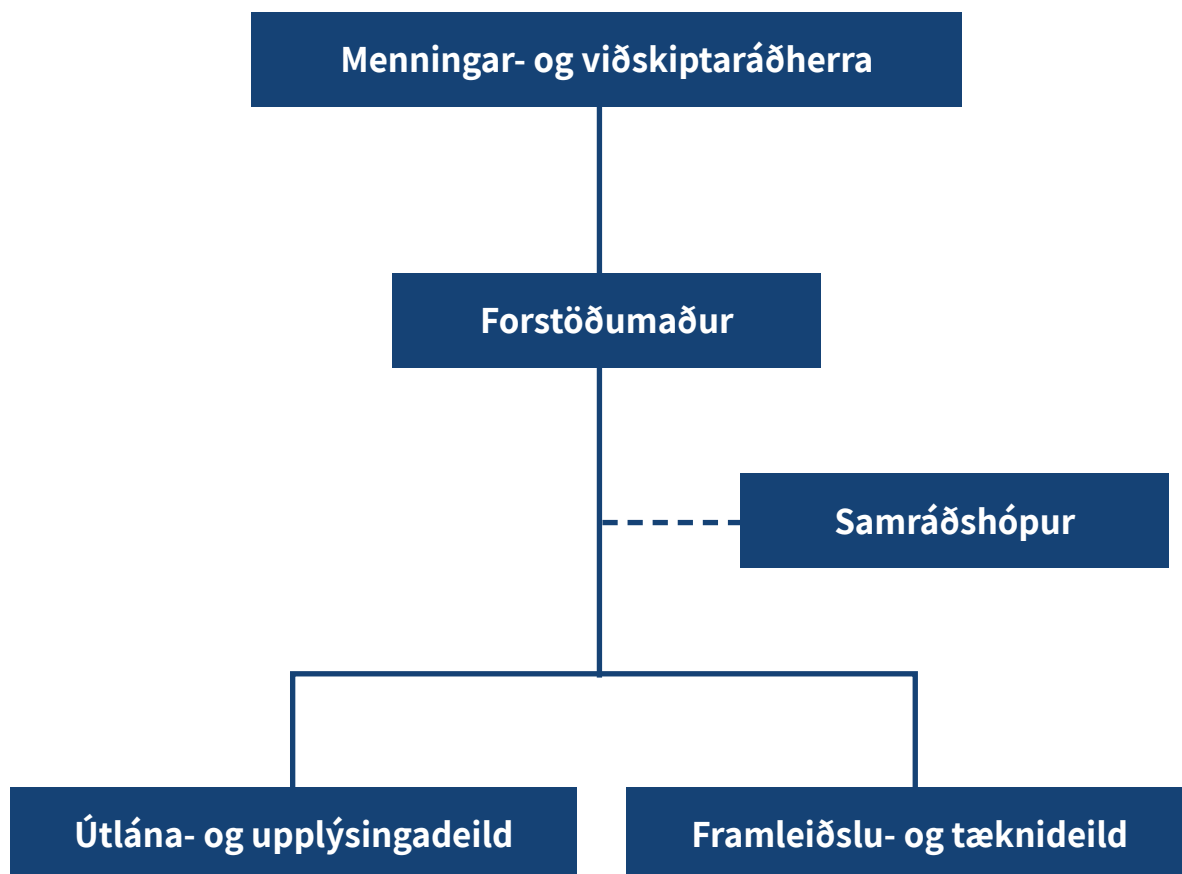 Menningar- og viðskiptaráðherra
Forstöðumaður
Samráðshópur
Útlána- og upplýsingadeild
Framleiðslu- og tæknideild